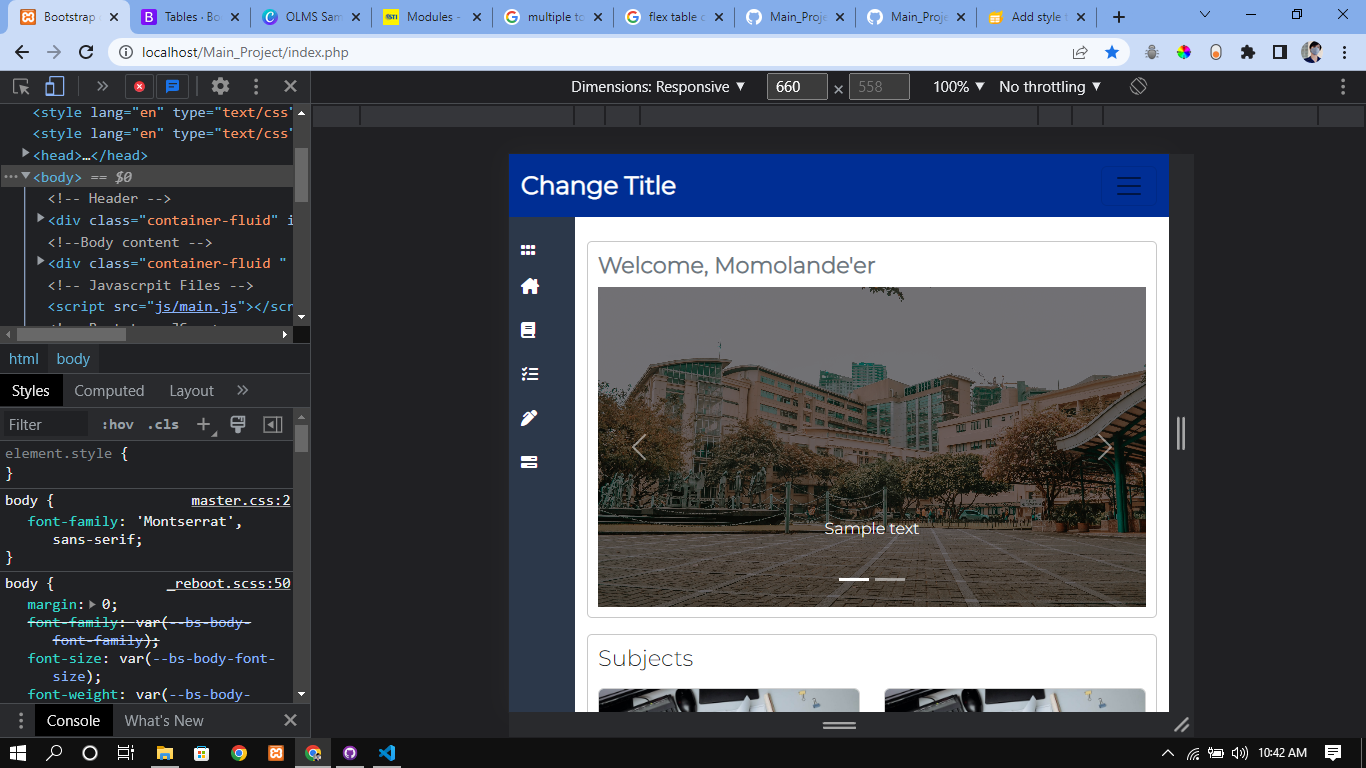 Bootstrap
Tables - Bo
OLMS Sam
STI
Modules -
multiple to
flex table c
Main_Proje
Main_Proje
Add style t
localhost/Main_Project/index.php
Dimensions: Responsive ▼ 660 × 558 100% ▼ No throttling ▼
<style lang="en" type="text/css"
<style lang="en" type="text/css"
<head>…</head>
<body> == $0
<!-- Header -->
<div class="container-fluid" i
<!--Body content -->
<div class="container-fluid "
<!-- Javascrpit Files -->
<script src="js/main.js"></scr
html body
Styles Computed Layout
Filter :hov .cls
element.style {
}
body { master.css:2
font-family: 'Montserrat',
sans-serif;
}
body { _reboot.scss:50
margin: 0;
font-family: var(--bs-body-
font-family);
font-size: var(--bs-body-font-
size);
font-weight: var(--bs-body-
Console What's New
Change Title
Welcome, Momolande'er
Sample text
Subjects
10:42 AM